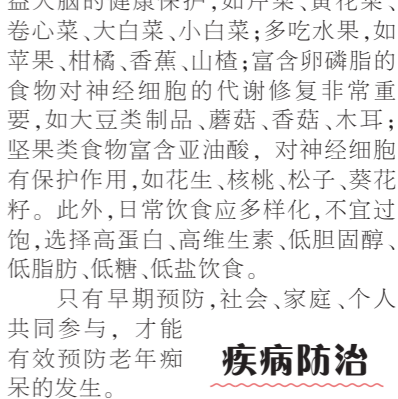 益大脑的健康保护,如芹菜、黄花菜、
卷心菜、大白菜、小白菜;多吃水果,如
苹果、柑橘、香蕉、山楂;富含卵磷脂的
食物对神经细胞的代谢修复非常重
要,如大豆类制品、蘑菇、香菇、木耳;
坚果类食物富含亚油酸,对神经细胞
有保护作用,如花生、核桃、松子、葵花
籽。此外,日常饮食应多样化,不宜过
饱,选择高蛋白、高维生素、低胆固醇、
低脂肪、低糖、低盐饮食。
只有早期预防,社会、家庭、个人
共同参与,才能
有效预防老年痴
呆的发生。
疾病防治